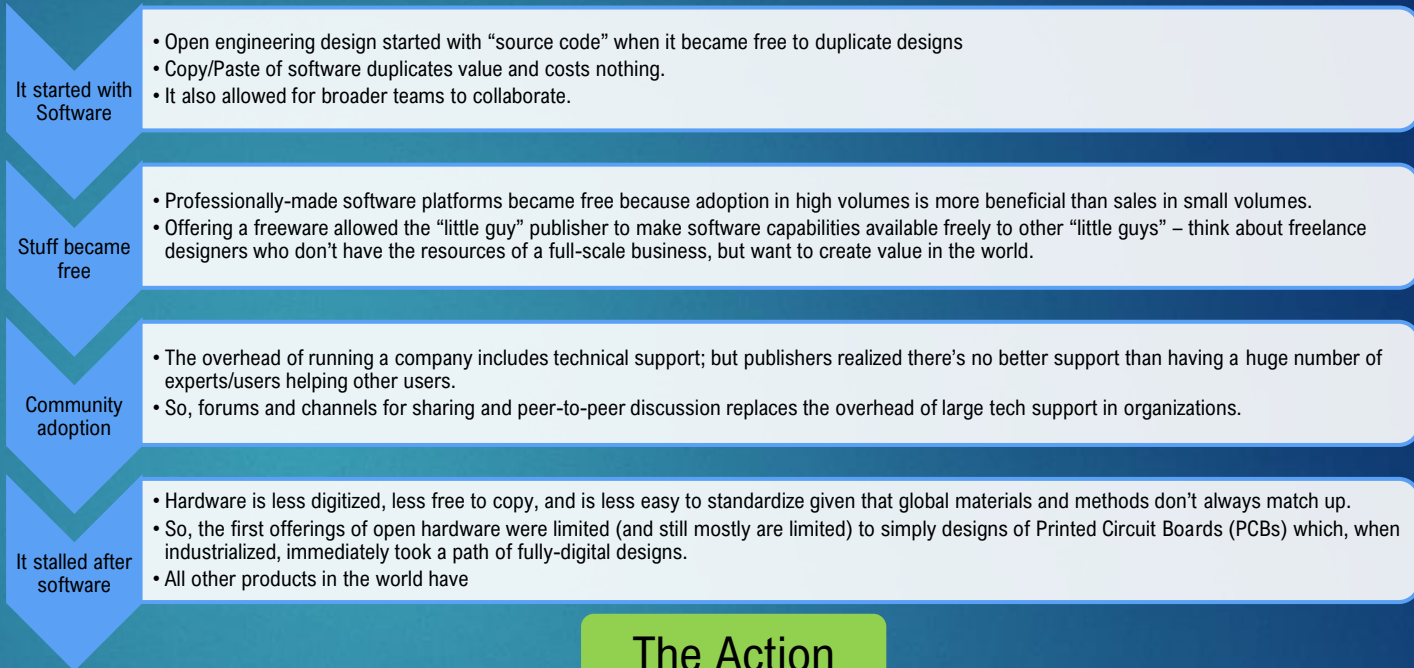 It started with
Software
• Open engineering design started with “source code” when it became free to duplicate designs
• Copy/Paste of software duplicates value and costs nothing.
• It also allowed for broader teams to collaborate.
Stuff became
free
• Professionally-made software platforms became free because adoption in high volumes is more beneficial than sales in small volumes.
• Offering a freeware allowed the “little guy” publisher to make software capabilities available freely to other “little guys” – think about freelance
designers who don’t have the resources of a full-scale business, but want to create value in the world.
Community
adoption
• The overhead of running a company includes technical support; but publishers realized there’s no better support than having a huge number of
experts/users helping other users.
• So, forums and channels for sharing and peer-to-peer discussion replaces the overhead of large tech support in organizations.
It stalled after
software
• Hardware is less digitized, less free to copy, and is less easy to standardize given that global materials and methods don’t always match up.
• So, the first offerings of open hardware were limited (and still mostly are limited) to simply designs of Printed Circuit Boards (PCBs) which, when
industrialized, immediately took a path of fully-digital designs.
• All other products in the world have
The Action